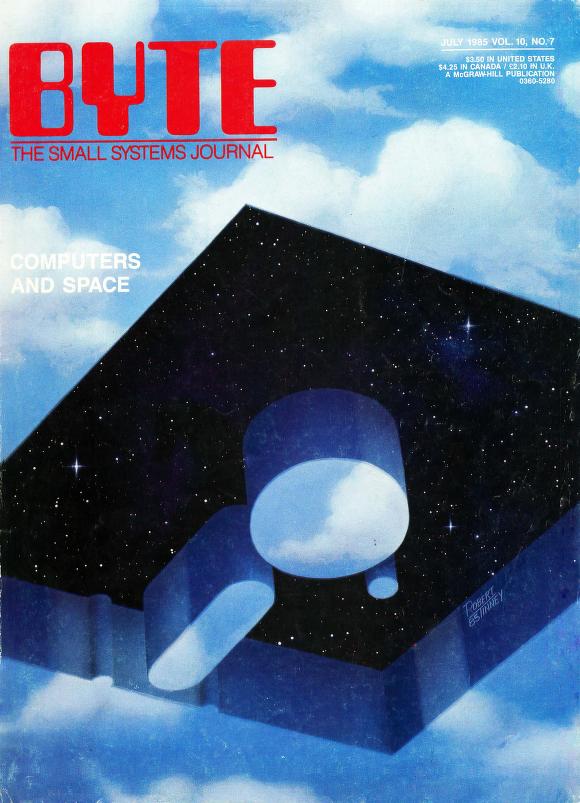 BYTE
THE SMALL SYSTEMS JOURNAL
JULY 1985 VOL. 10, NO. 7
$3.50 IN UNITED STATES
$4.25 IN CANADA / £2.10 IN U.K.
A McGRAW-HILL PUBLICATION
0360-5280
COMPUTERS
AND SPACE
ROBERT
TINNEY